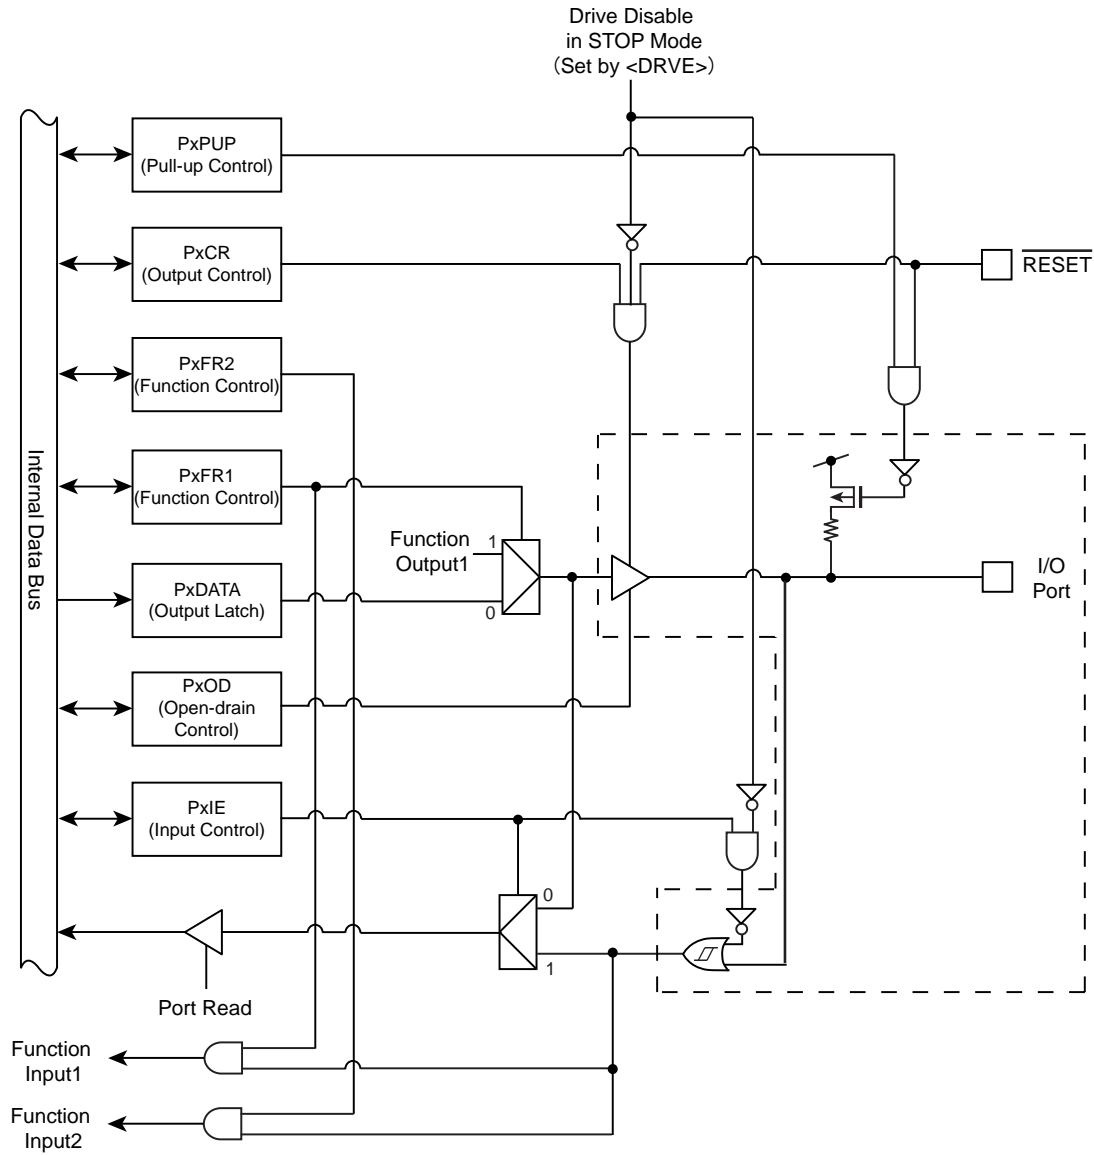 Drive Disable
in STOP Mode
(Set by <DRVE>)
PxPUP
(Pull-up Control)
PxCR
(Output Control)
RESET
PxFR2
(Function Control)
Internal Data Bus
PxFR1
(Function Control)
Function
Output1
1
0
I/O
Port
PxDATA
(Output Latch)
PxOD
(Open-drain
Control)
PxIE
(Input Control)
0
1
Port Read
Function
Input1
Function
Input2